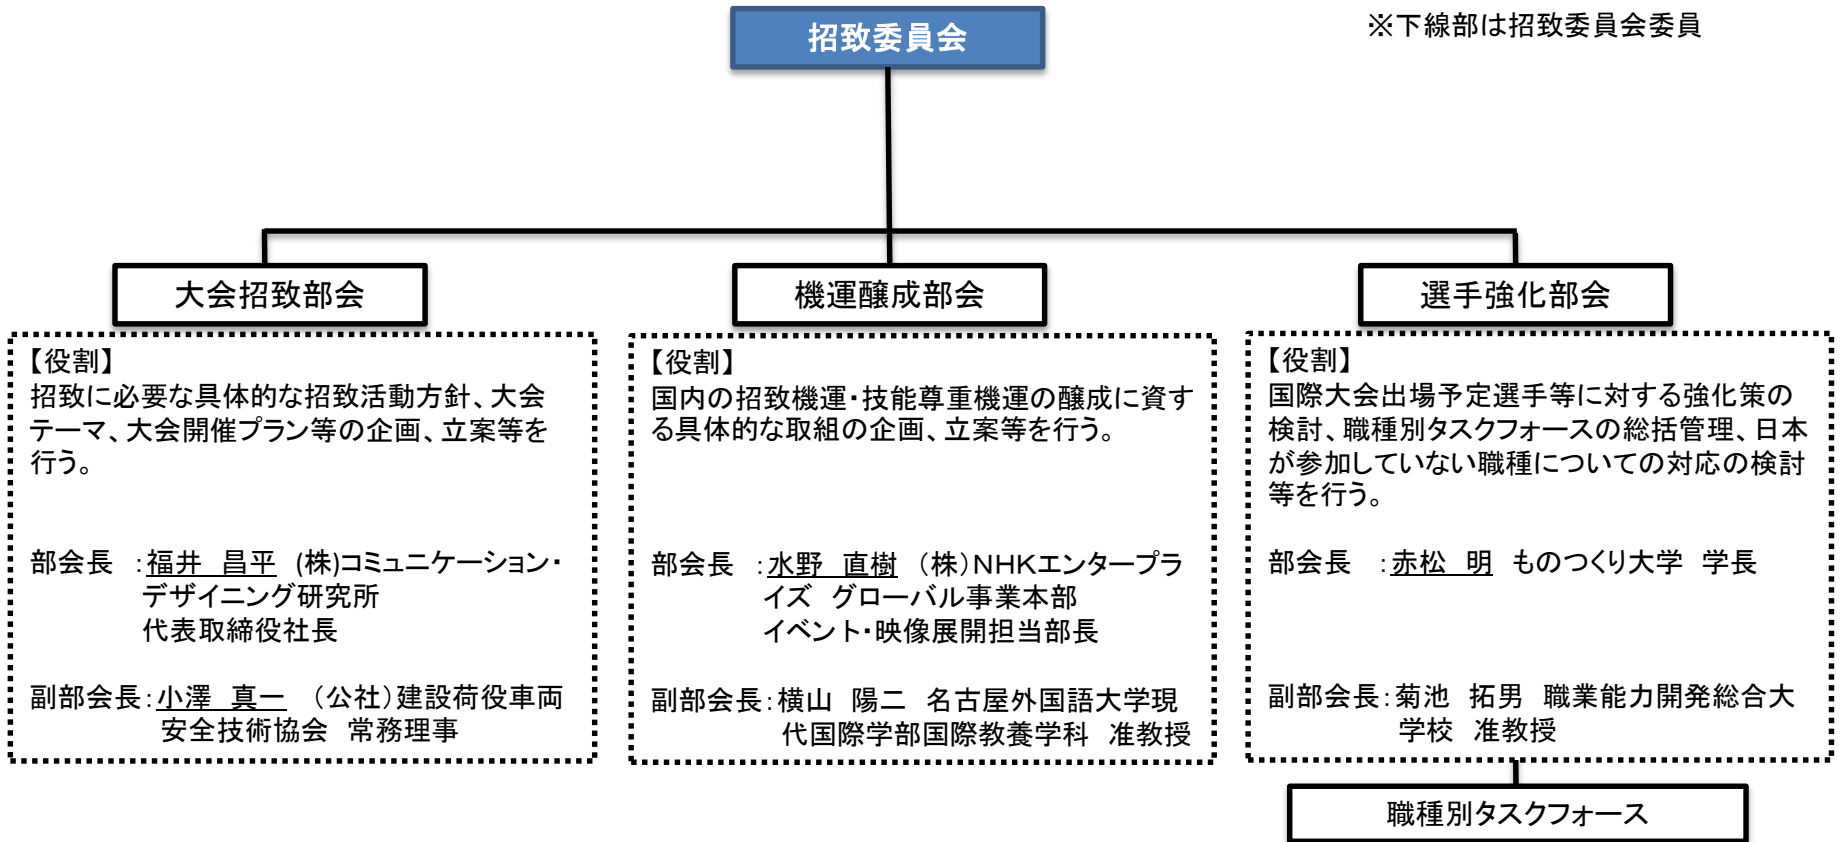 招致委員会
※下線部は招致委員会委員
大会招致部会
【役割】
招致に必要な具体的な招致活動方針、大会
テーマ、大会開催プラン等の企画、立案等を
行う。
部会長　：福井　昌平　(株)コミュニケーション・
デザイニング研究所
代表取締役社長
副部会長：小澤　真一　（公社）建設荷役車両
安全技術協会　常務理事
機運醸成部会
【役割】
国内の招致機運・技能尊重機運の醸成に資す
る具体的な取組の企画、立案等を行う。
部会長　：水野　直樹　（株）NHKエンタープラ
イズ　グローバル事業本部
イベント・映像展開担当部長
副部会長：横山　陽二　名古屋外国語大学現
代国際学部国際教養学科　准教授
選手強化部会
【役割】
国際大会出場予定選手等に対する強化策の
検討、職種別タスクフォースの総括管理、日本
が参加していない職種についての対応の検討
等を行う。
部会長　：赤松　明　ものつくり大学　学長
副部会長：菊池　拓男　職業能力開発総合大
学校　准教授
職種別タスクフォース